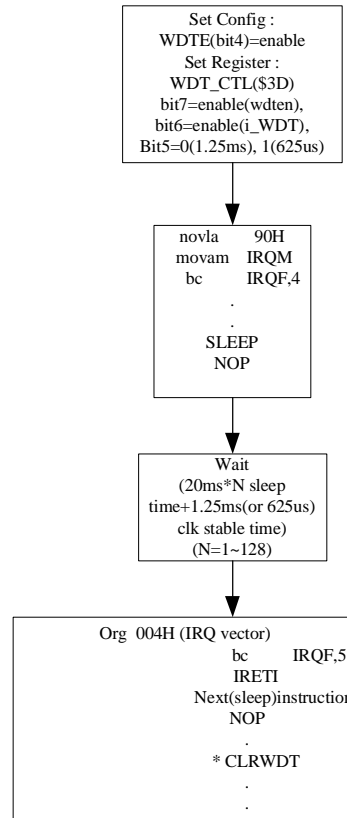 Set Config :
WDTE(bit4)=enable
Set Register :
WDT_CTL($3D)
bit7=enable(wdten),
bit6=enable(i_WDT),
Bit5=0(1.25ms), 1(625us)
novla 90H
movam IRQM
bc IRQF,4
.
.
SLEEP
NOP
Wait
(20ms*N sleep
time+1.25ms(or 625us)
clk stable time)
(N=1~128)
Org 004H (IRQ vector)
bc IRQF,5
IRETI
Next(sleep)instruction
NOP
.
* CLRWDT
.
.